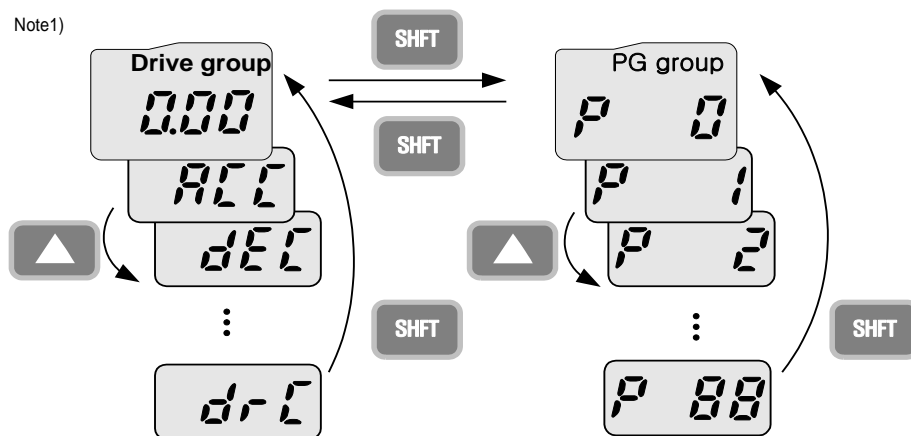 Note1)
SHFT
Drive group
PG group
0.00
P 0
SHFT
ACC
P 1
dEC
P 2
SHFT
SHFT
drC
P 88